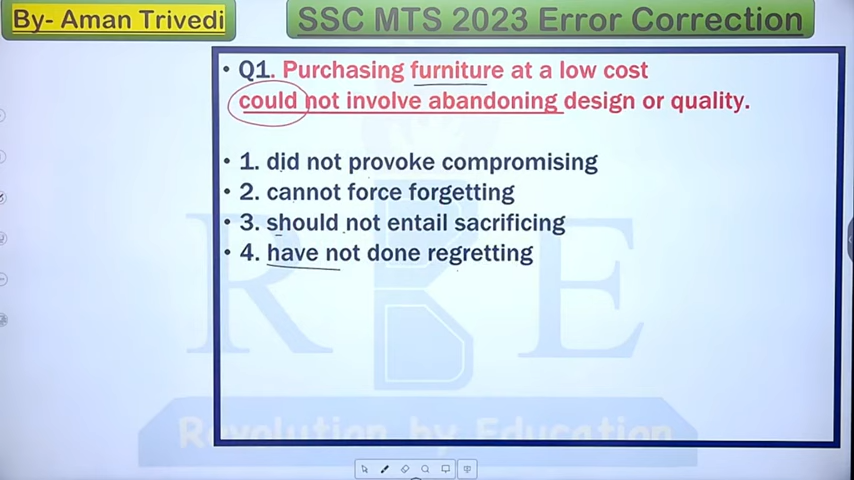 By- Aman Trivedi
SSC MTS 2023 Error Correction
• Q1. Purchasing furniture at a low cost
could not involve abandoning design or quality.
• 1. did not provoke compromising
• 2. cannot force forgetting
• 3. should not entail sacrificing
• 4. have not done regretting
RBE
Revolution by Education